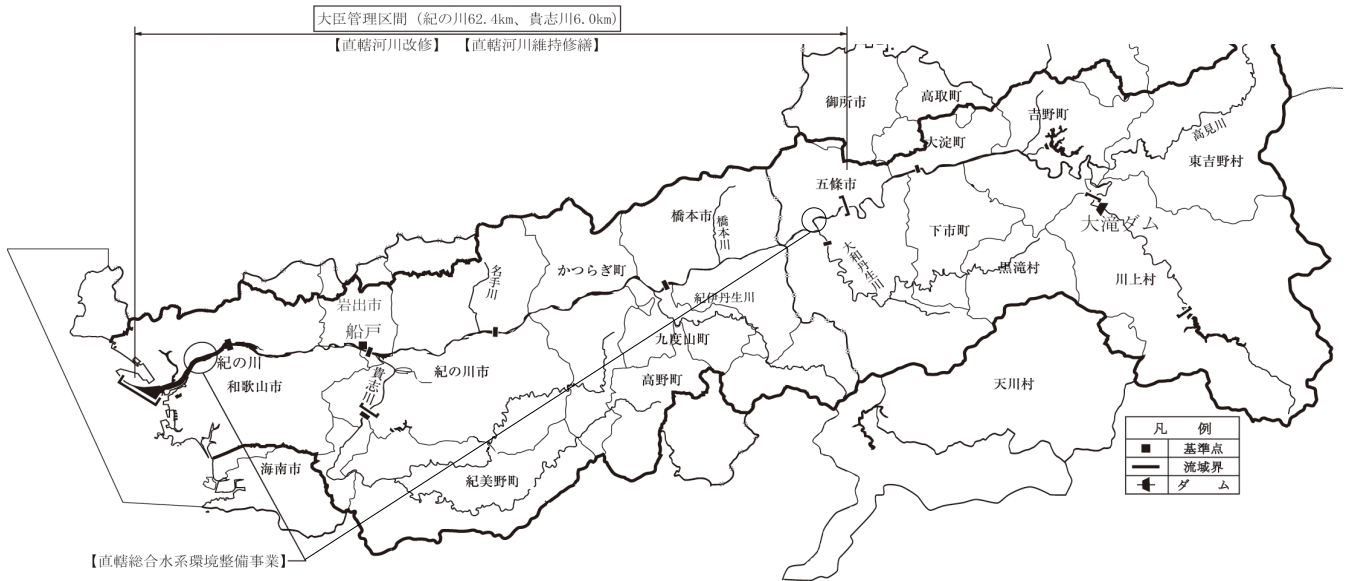 大臣管理区間（紀の川62.4km、貴志川6.0km）
【直轄河川改修】　【直轄河川維持修繕】
御所市
高取町
吉野町
大淀町
高見川
東吉野村
五條市
橋本市
橋本川
大滝ダム
下市町
大和丹生川
黒滝村
川上村
名手川
かつらぎ町
紀伊丹生川
岩出市
船戸
九度山町
紀の川
和歌山市
貴志川
紀の川市
高野町
天川村
海南市
紀美野町
凡　例
基準点
流域界
ダ　ム
【直轄総合水系環境整備事業】